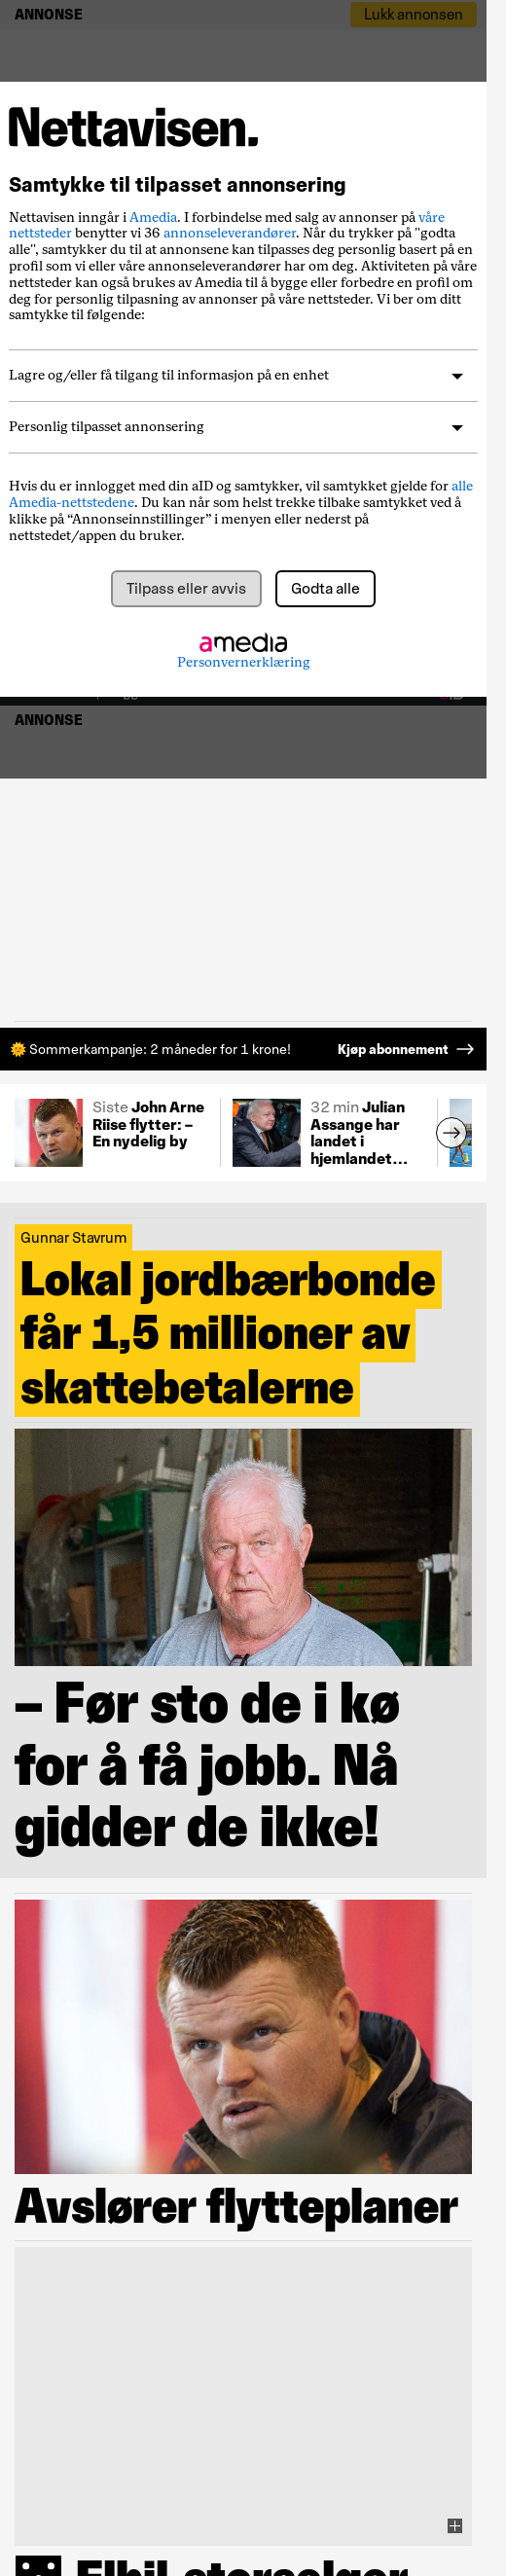 ANNONSE
Lukk annonsen
Nettavisen.
Samtykke til tilpasset annonsering
Nettavisen inngår i Amedia. I forbindelse med salg av annonser på våre
nettsteder benytter vi 36 annonseleverandører. Når du trykker på "godta
alle", samtykker du til at annonsene kan tilpasses deg personlig basert på en
profil som vi eller våre annonseleverandører har om deg. Aktiviteten på våre
nettsteder kan også brukes av Amedia til å bygge eller forbedre en profil om
deg for personlig tilpasning av annonser på våre nettsteder. Vi ber om ditt
samtykke til følgende:
Lagre og/eller få tilgang til informasjon på en enhet
Personlig tilpasset annonsering
Hvis du er innlogget med din aID og samtykker, vil samtykket gjelde for alle
Amedia-nettstedene. Du kan når som helst trekke tilbake samtykket ved å
klikke på “Annonseinnstillinger” i menyen eller nederst på
nettstedet/appen du bruker.
Tilpass eller avvis
Godta alle
amedia
Personvernerklæring
ANNONSE
🌞 Sommerkampanje: 2 måneder for 1 krone!
Kjøp abonnement
Siste John Arne
Riise flytter: –
En nydelig by
32 min Julian
Assange har
landet i
hjemlandet...
Gunnar Stavrum
Lokal jordbærbonde
får 1,5 millioner av
skattebetalerne
– Før sto de i kø
for å få jobb. Nå
gidder de ikke!
Avslører flytteplaner